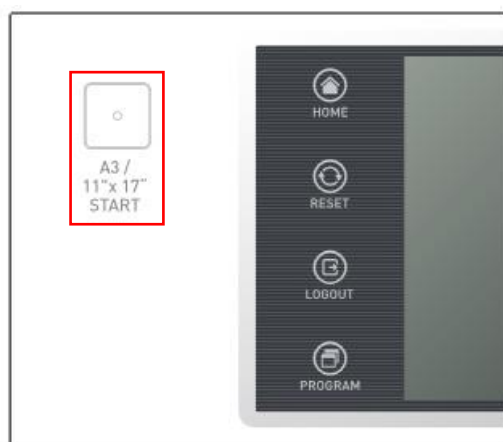 A3 /
11"x 17"
START
HOME
RESET
LOGOUT
PROGRAM